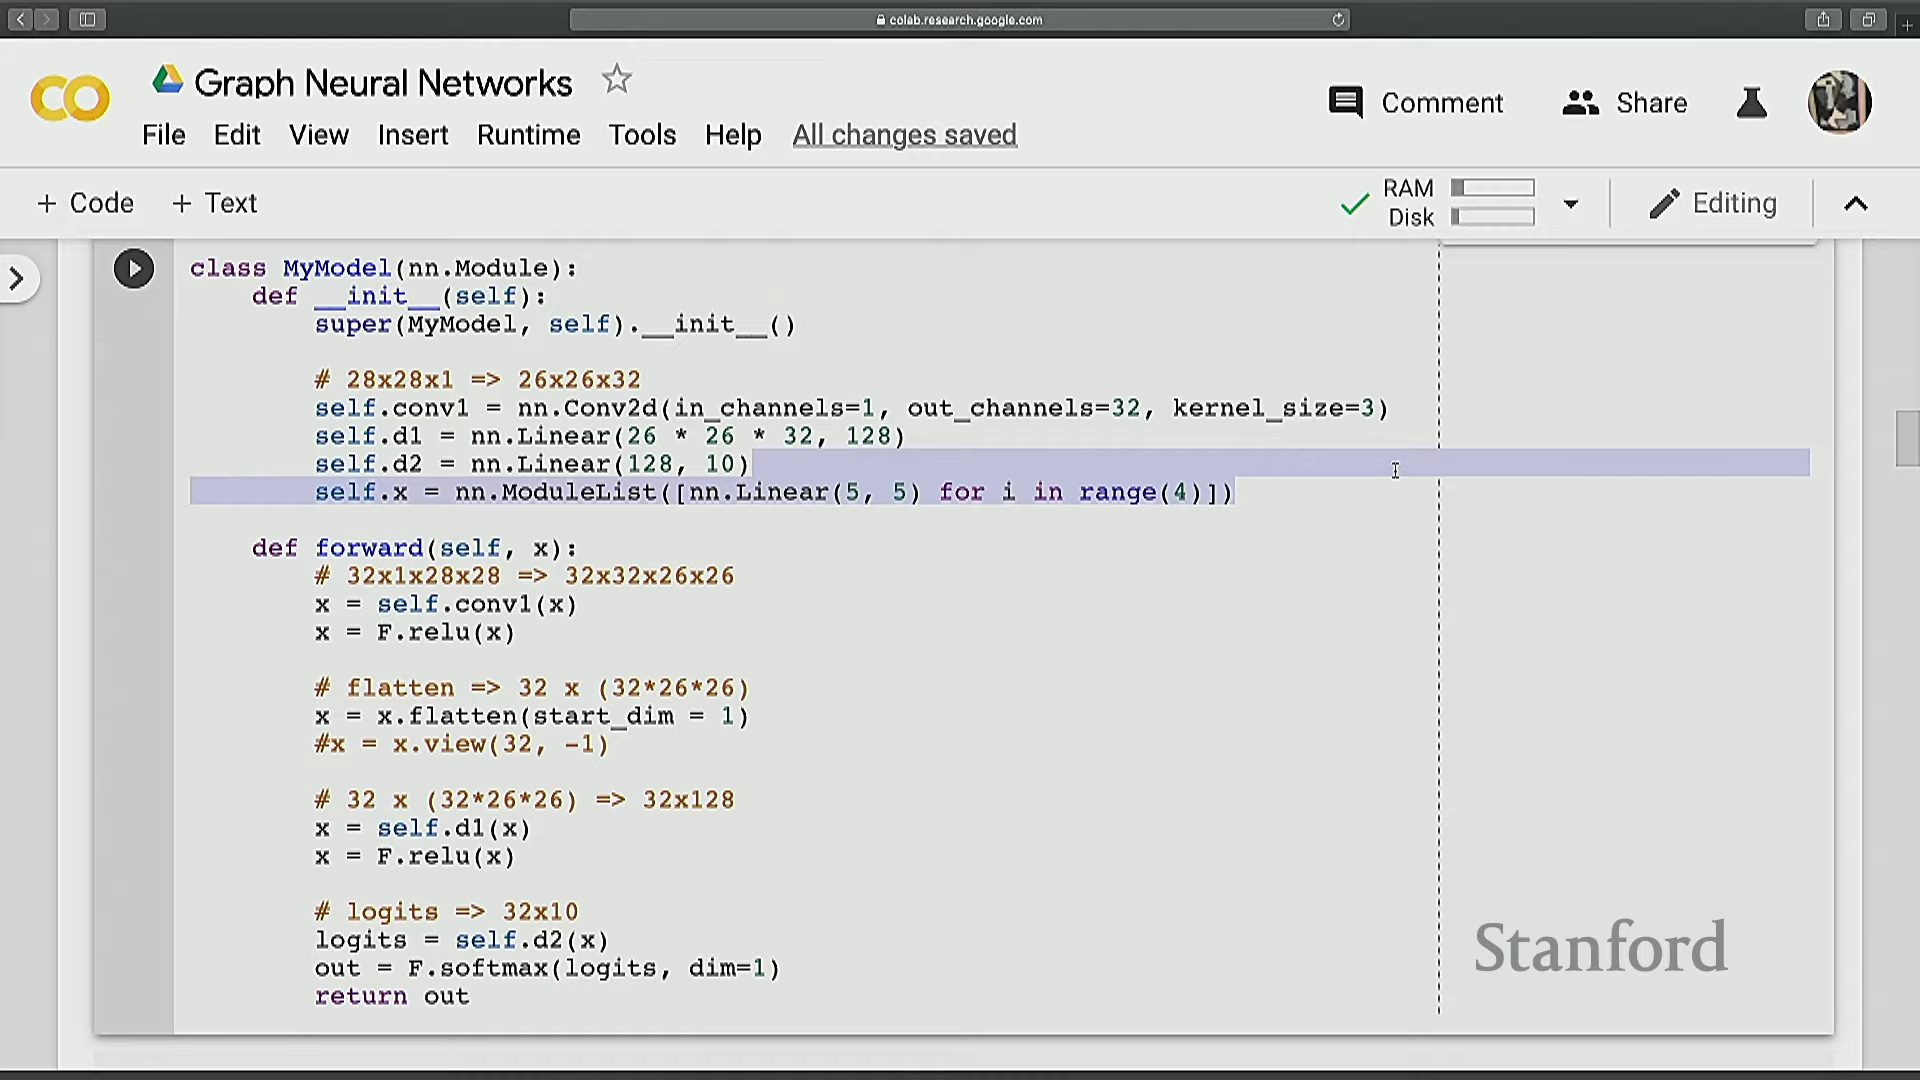 colab.research.google.com
CO
Graph Neural Networks
File Edit View Insert Runtime Tools Help All changes saved
Comment
Share
+ Code + Text
RAM
Disk
Editing
class MyModel(nn.Module):
    def __init__(self):
        super(MyModel, self).__init__()
        # 28x28x1 => 26x26x32
        self.conv1 = nn.Conv2d(in_channels=1, out_channels=32, kernel_size=3)
        self.d1 = nn.Linear(26 * 26 * 32, 128)
        self.d2 = nn.Linear(128, 10)
        self.x = nn.ModuleList([nn.Linear(5, 5) for i in range(4)])
    def forward(self, x):
        # 32x1x28x28 => 32x32x26x26
        x = self.conv1(x)
        x = F.relu(x)
        # flatten => 32 x (32*26*26)
        x = x.flatten(start_dim = 1)
        #x = x.view(32, -1)
        # 32 x (32*26*26) => 32x128
        x = self.d1(x)
        x = F.relu(x)
        # logits => 32x10
        logits = self.d2(x)
        out = F.softmax(logits, dim=1)
        return out
Stanford